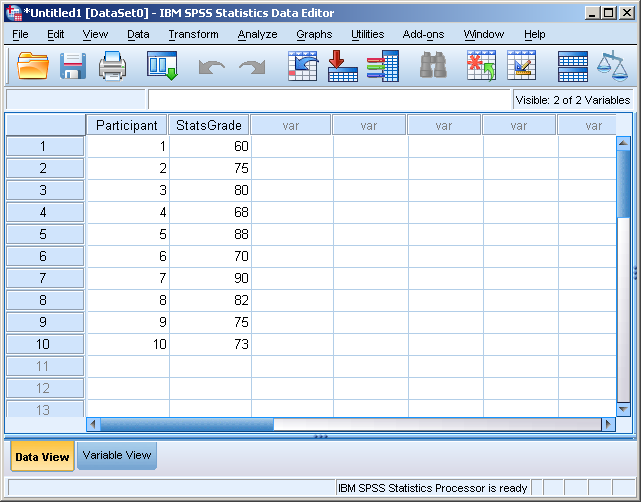 *Untitled1 [DataSet0] - IBM SPSS Statistics Data Editor
File Edit View Data Transform Analyze Graphs Utilities Add-ons Window Help
Visible: 2 of 2 Variables
Participant StatsGrade var var var var var
1 1 60
2 2 75
3 3 80
4 4 68
5 5 88
6 6 70
7 7 90
8 8 82
9 9 75
10 10 73
11
12
13
Data View Variable View
IBM SPSS Statistics Processor is ready